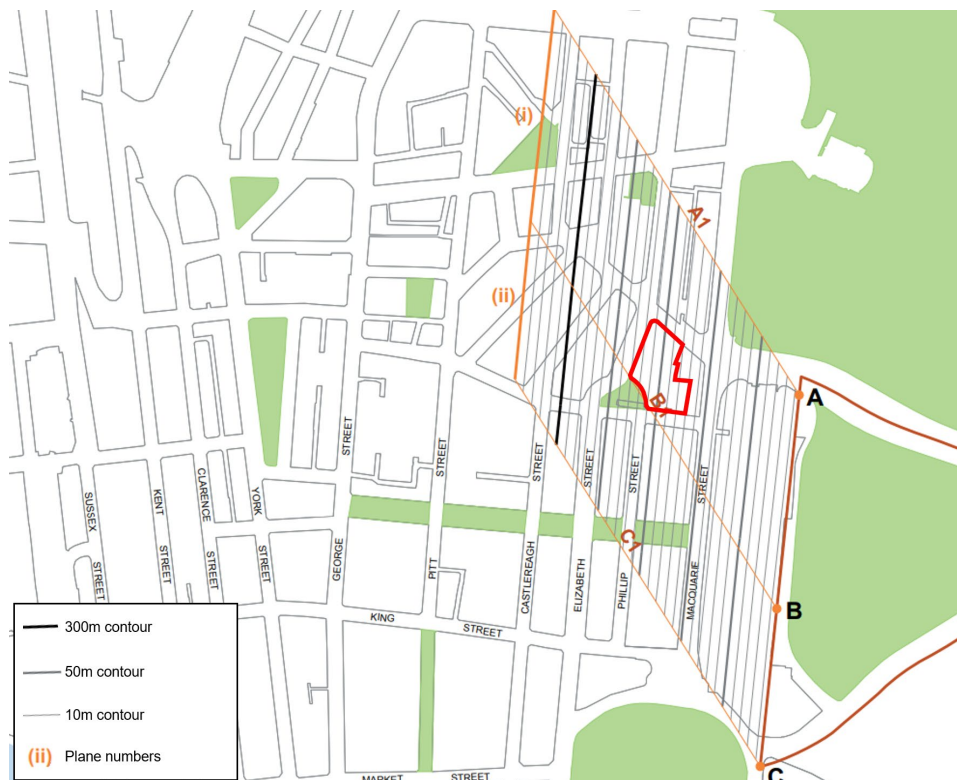 (i)
A1
(ii)
A
B1
STREET
STREET
SUSSEX
STREET
KENT
STREET
CLARENCE
STREET
YORK
STREET
GEORGE
PITT
CASTLEREAGH
STREET
ELIZABETH
STREET
PHILLIP
STREET
MACQUARIE
STREET
C1
B
KING
STREET
300m contour
50m contour
10m contour
(ii) Plane numbers
MARKET STREET
C